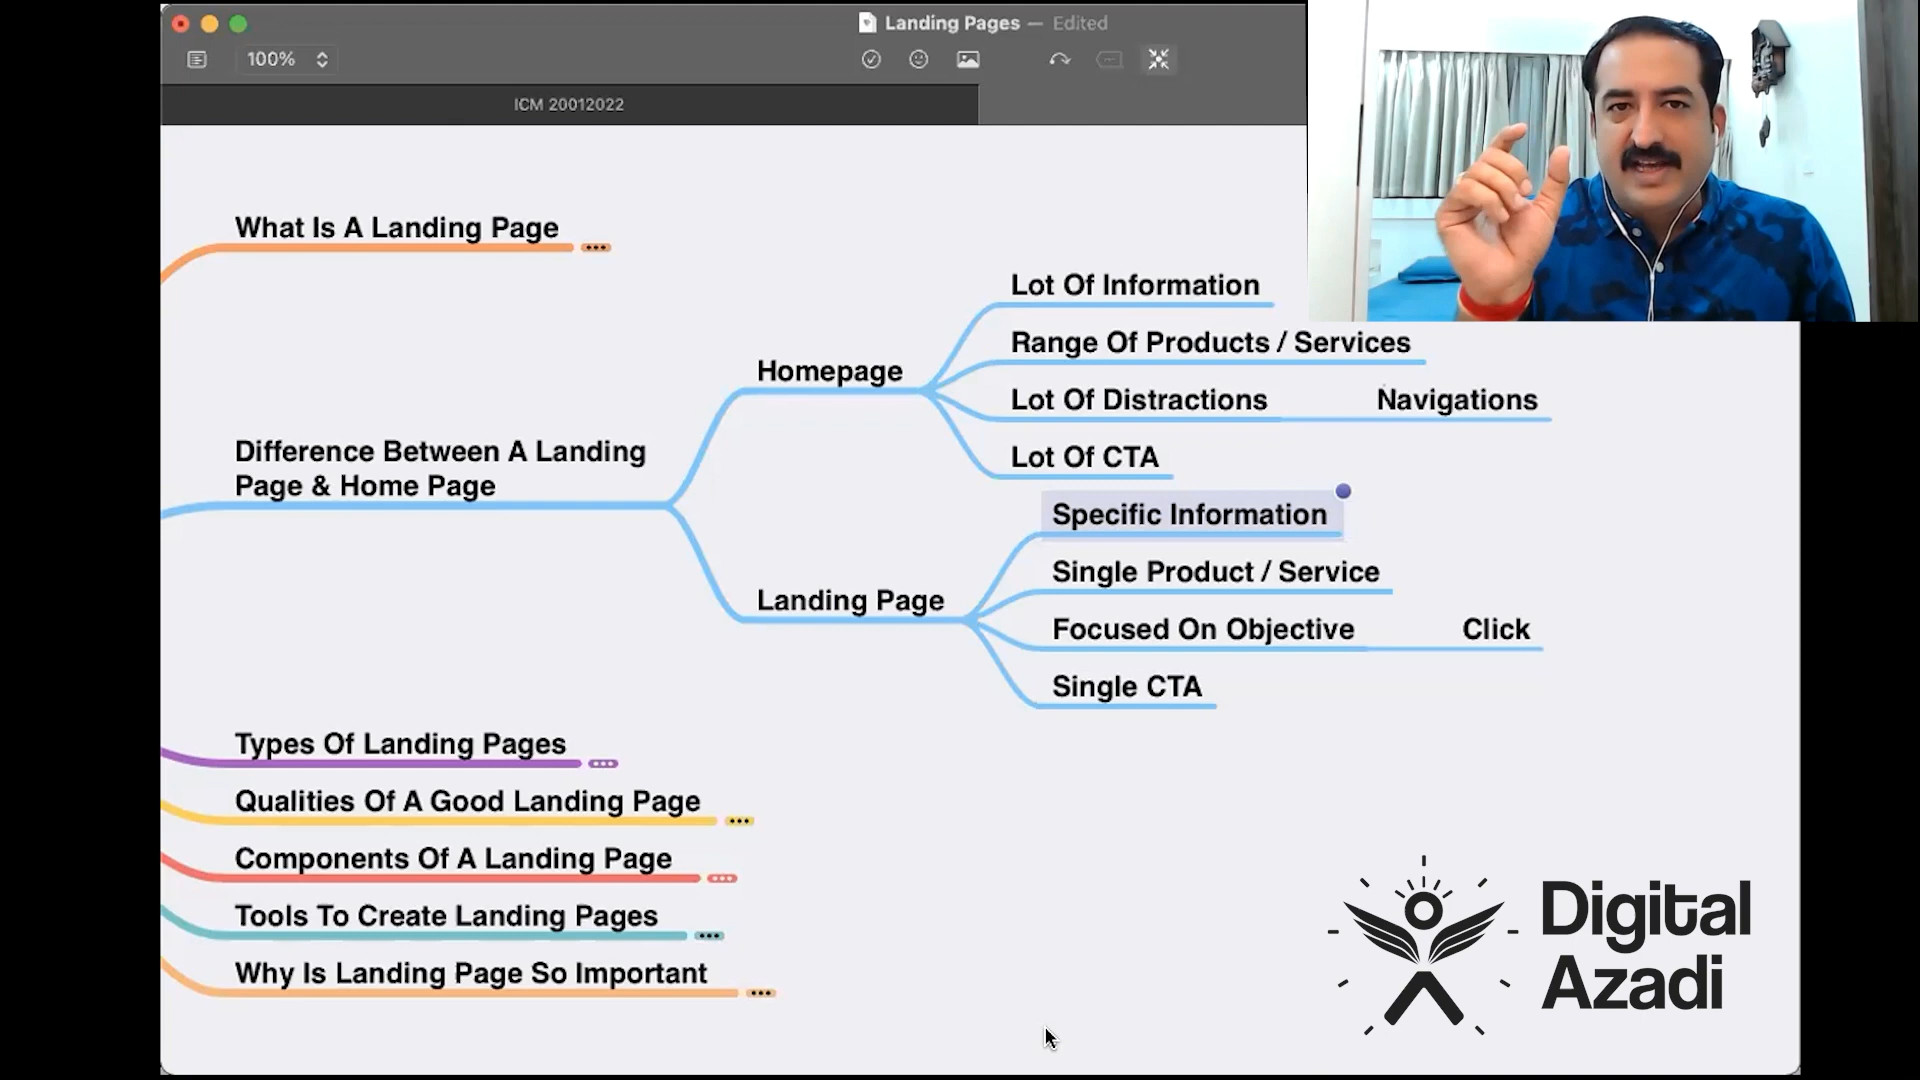 Landing Pages — Edited
100%
ICM 20012022
What Is A Landing Page
Lot Of Information
Range Of Products / Services
Homepage
Lot Of Distractions
Navigations
Lot Of CTA
Difference Between A Landing
Page & Home Page
Specific Information
Single Product / Service
Landing Page
Focused On Objective
Click
Single CTA
Types Of Landing Pages
Qualities Of A Good Landing Page
Components Of A Landing Page
Tools To Create Landing Pages
Why Is Landing Page So Important
Digital
Azadi